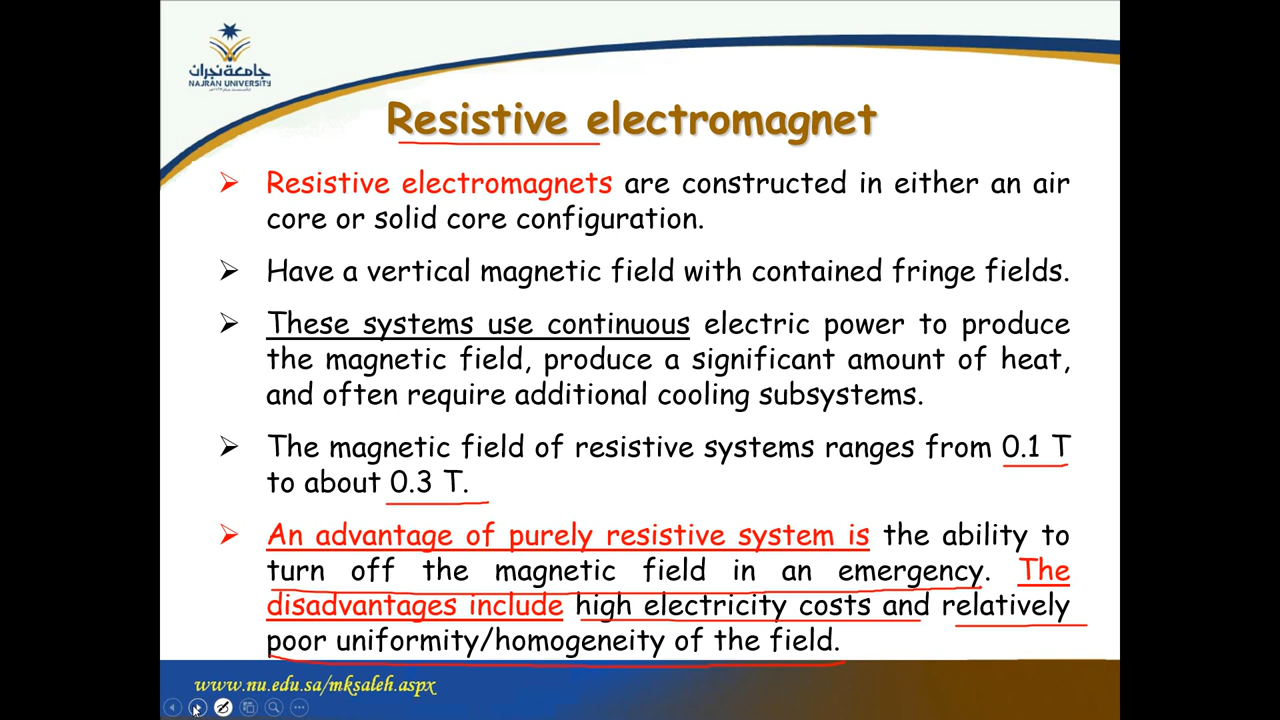 جامعة نجران
NAJRAN UNIVERSITY
Resistive electromagnet
Resistive electromagnets are constructed in either an air
core or solid core configuration.
Have a vertical magnetic field with contained fringe fields.
These systems use continuous electric power to produce
the magnetic field, produce a significant amount of heat,
and often require additional cooling subsystems.
The magnetic field of resistive systems ranges from 0.1 T
to about 0.3 T.
An advantage of purely resistive system is the ability to
turn off the magnetic field in an emergency. The
disadvantages include high electricity costs and relatively
poor uniformity/homogeneity of the field.
www.nu.edu.sa/mksaleh.aspx